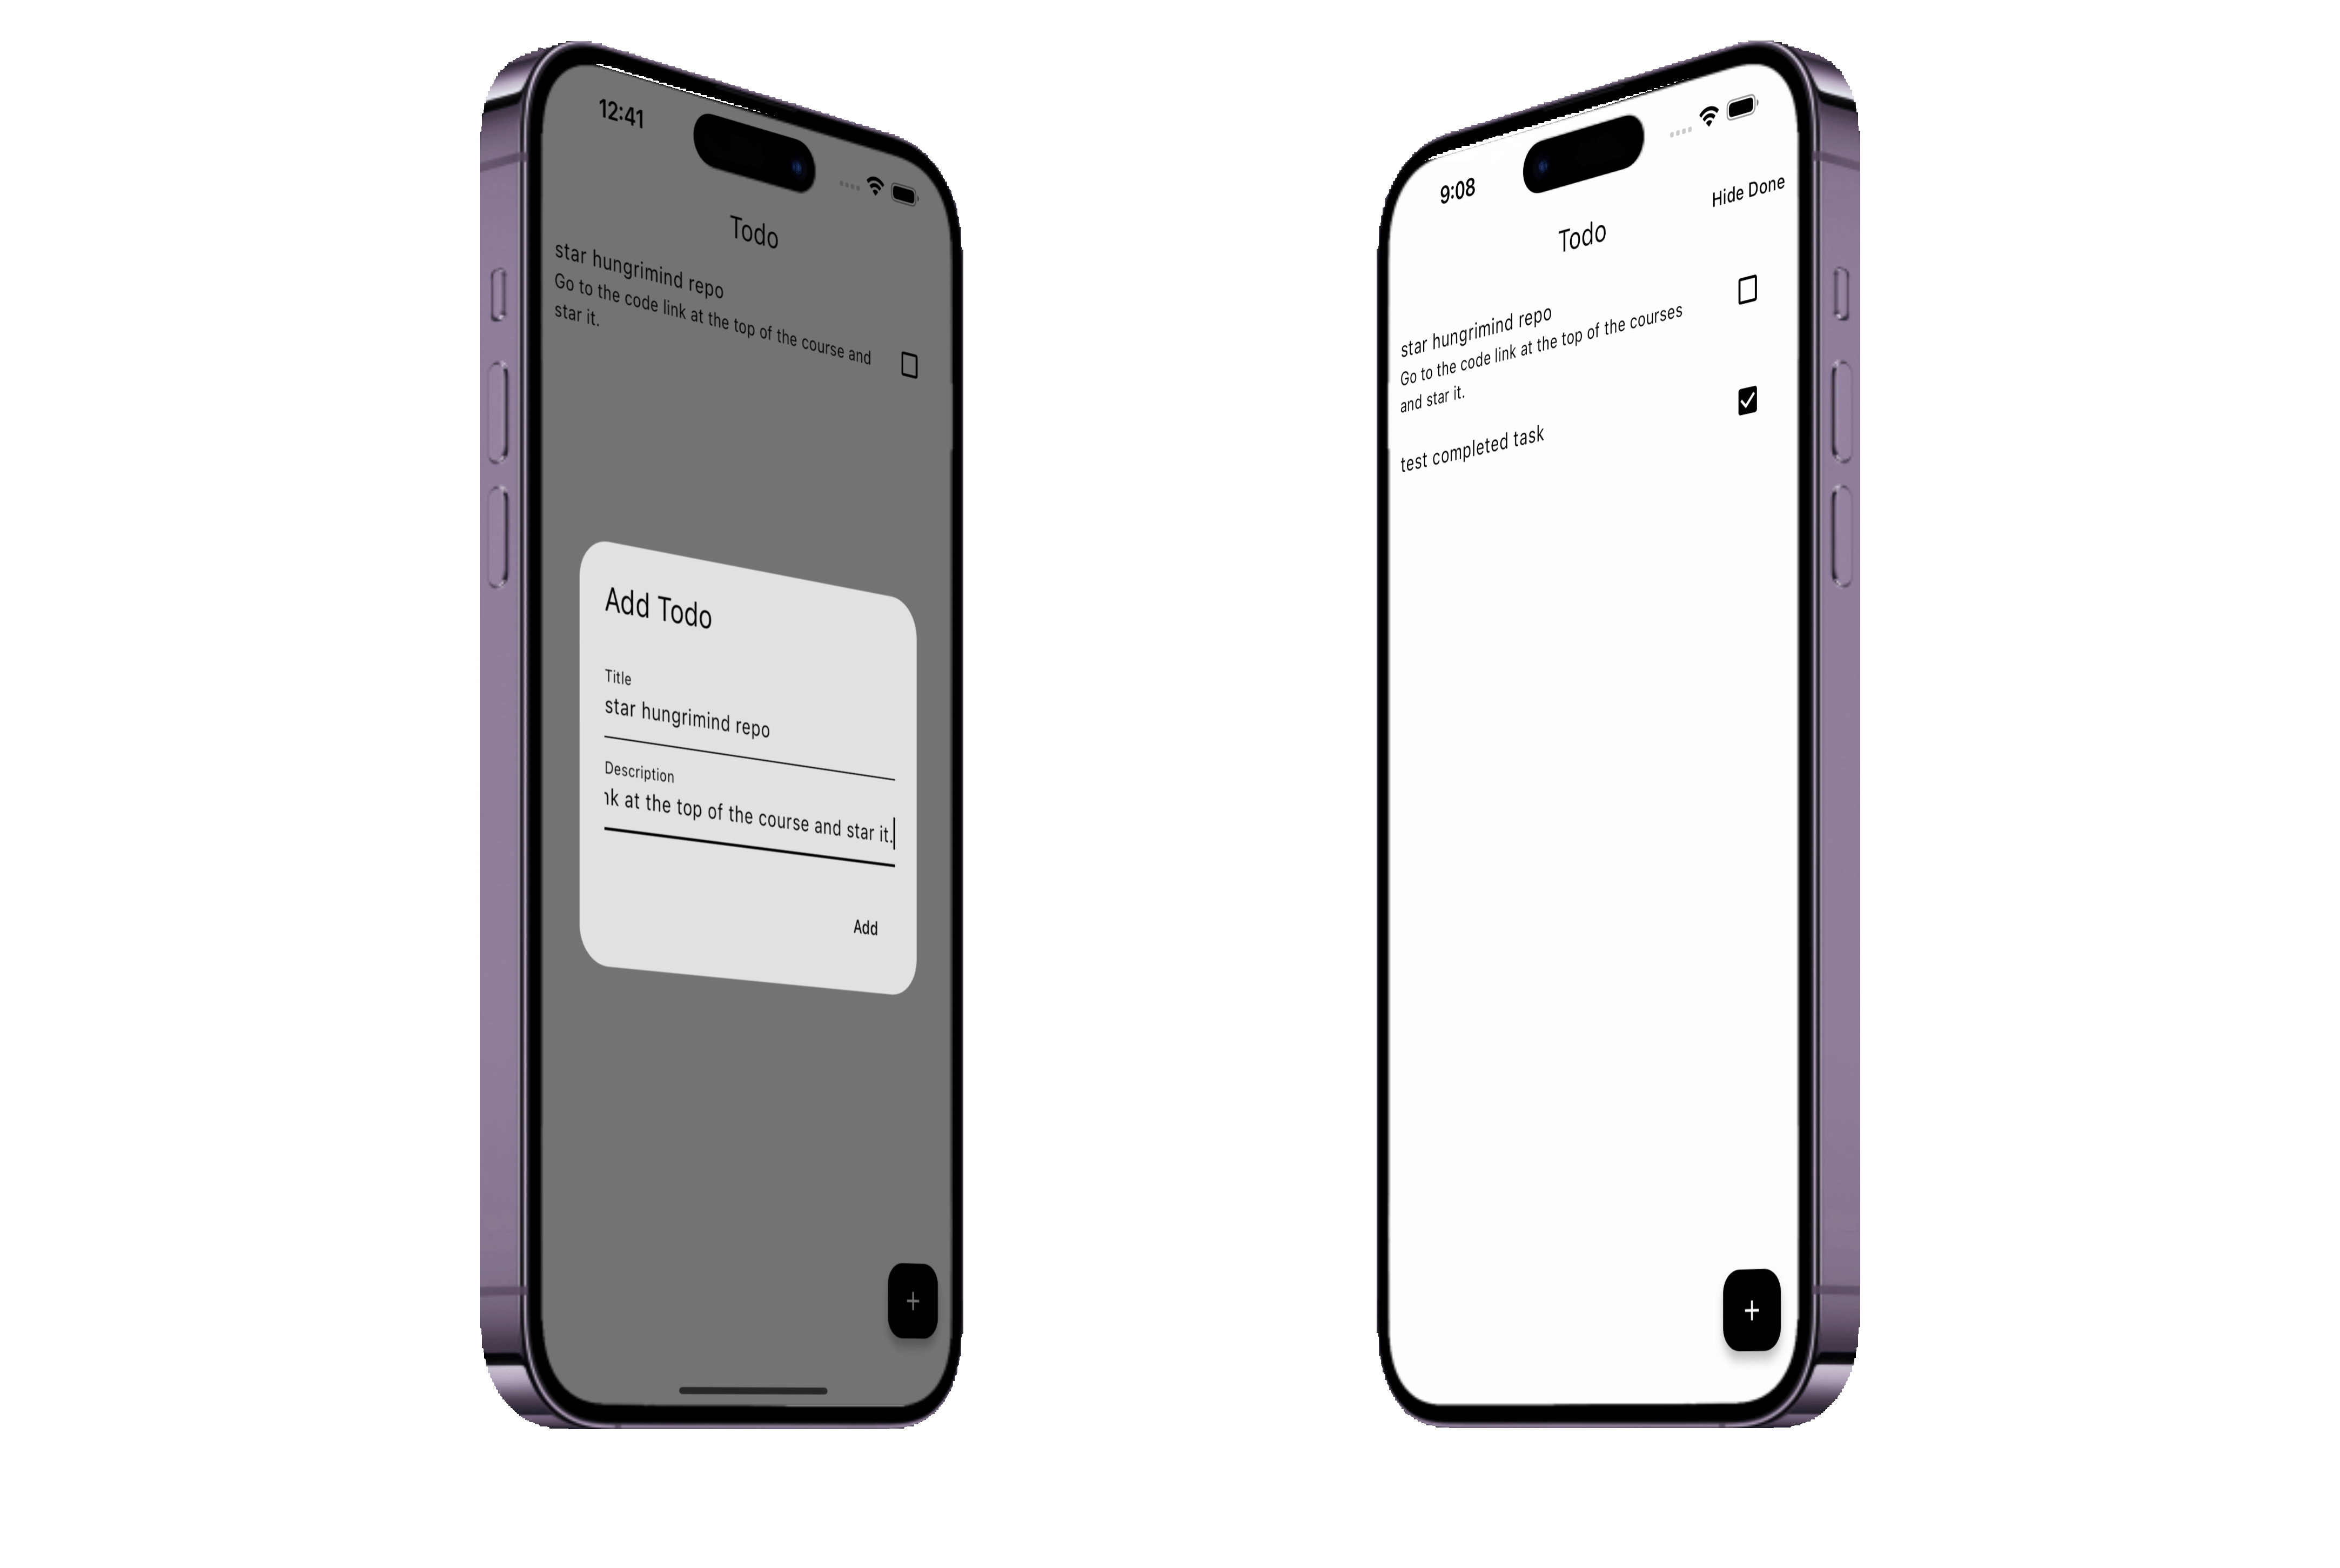 12:41
Todo
star hungrimind repo
Go to the code link at the top of the course and
star it.
Add Todo
Title
star hungrimind repo
Description
nk at the top of the course and star it.
Add
+
9:08
Hide Done
Todo
star hungrimind repo
Go to the code link at the top of the courses
and star it.
test completed task
+